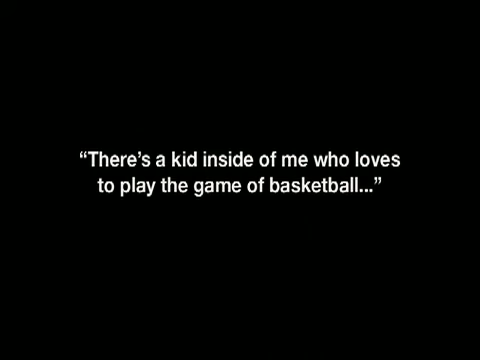 “There’s a kid inside of me who loves
to play the game of basketball...”